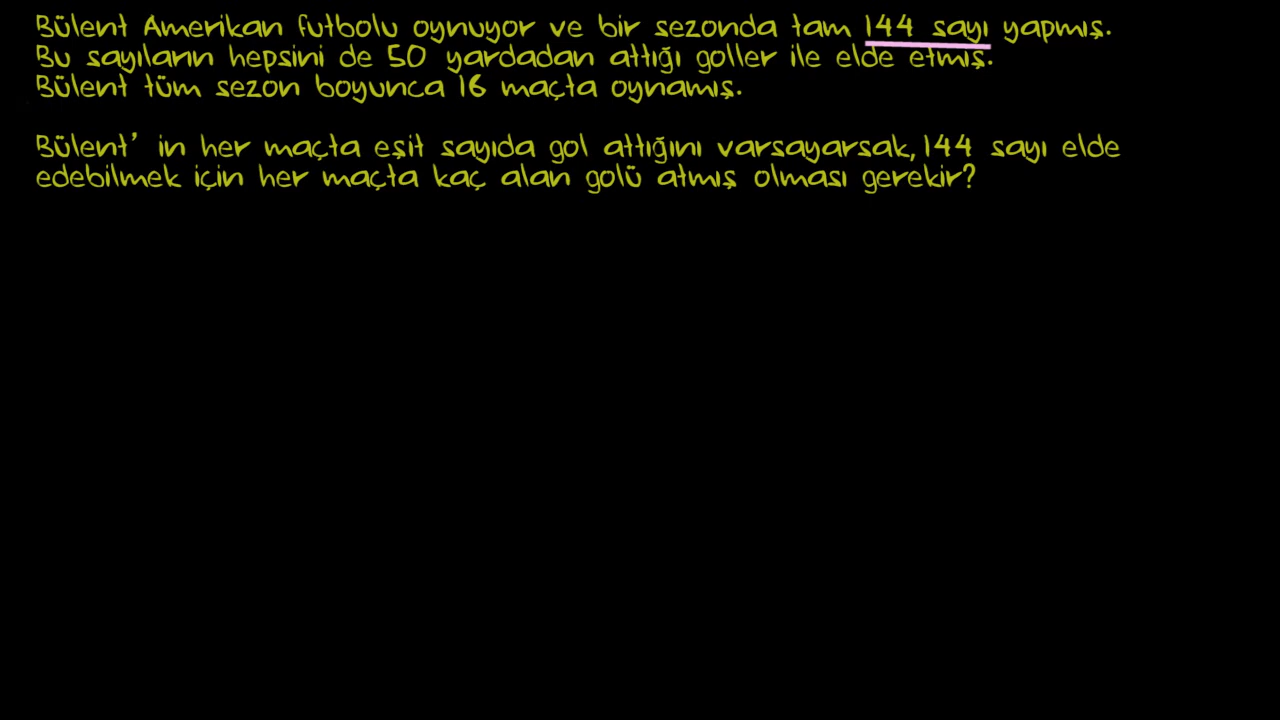 Bülent Amerikan futbolu oynuyor ve bir sezonda tam 144 sayı yapmış.
Bu sayıların hepsini de 50 yardadan attığı goller ile elde etmiş.
Bülent tüm sezon boyunca 16 maçta oynamış.
Bülent' in her maçta eşit sayıda gol attığını varsayarsak, 144 sayı elde
edebilmek için her maçta kaç alan golü atmış olması gerekir?